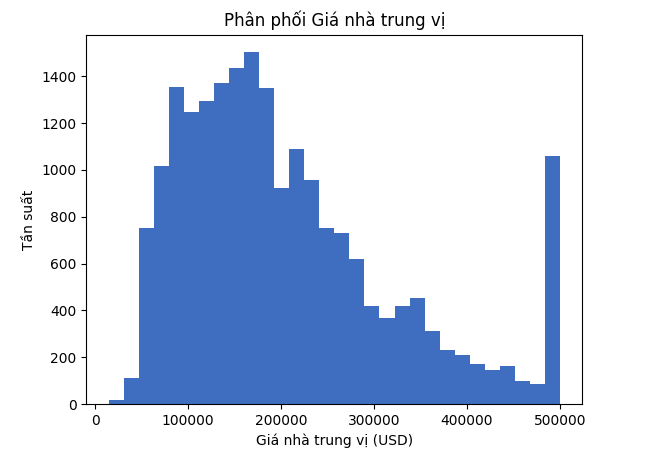 Phân phối Giá nhà trung vị
1400
1200
1000
800
600
400
200
0
Tần suất
0 100000 200000 300000 400000 500000
Giá nhà trung vị (USD)